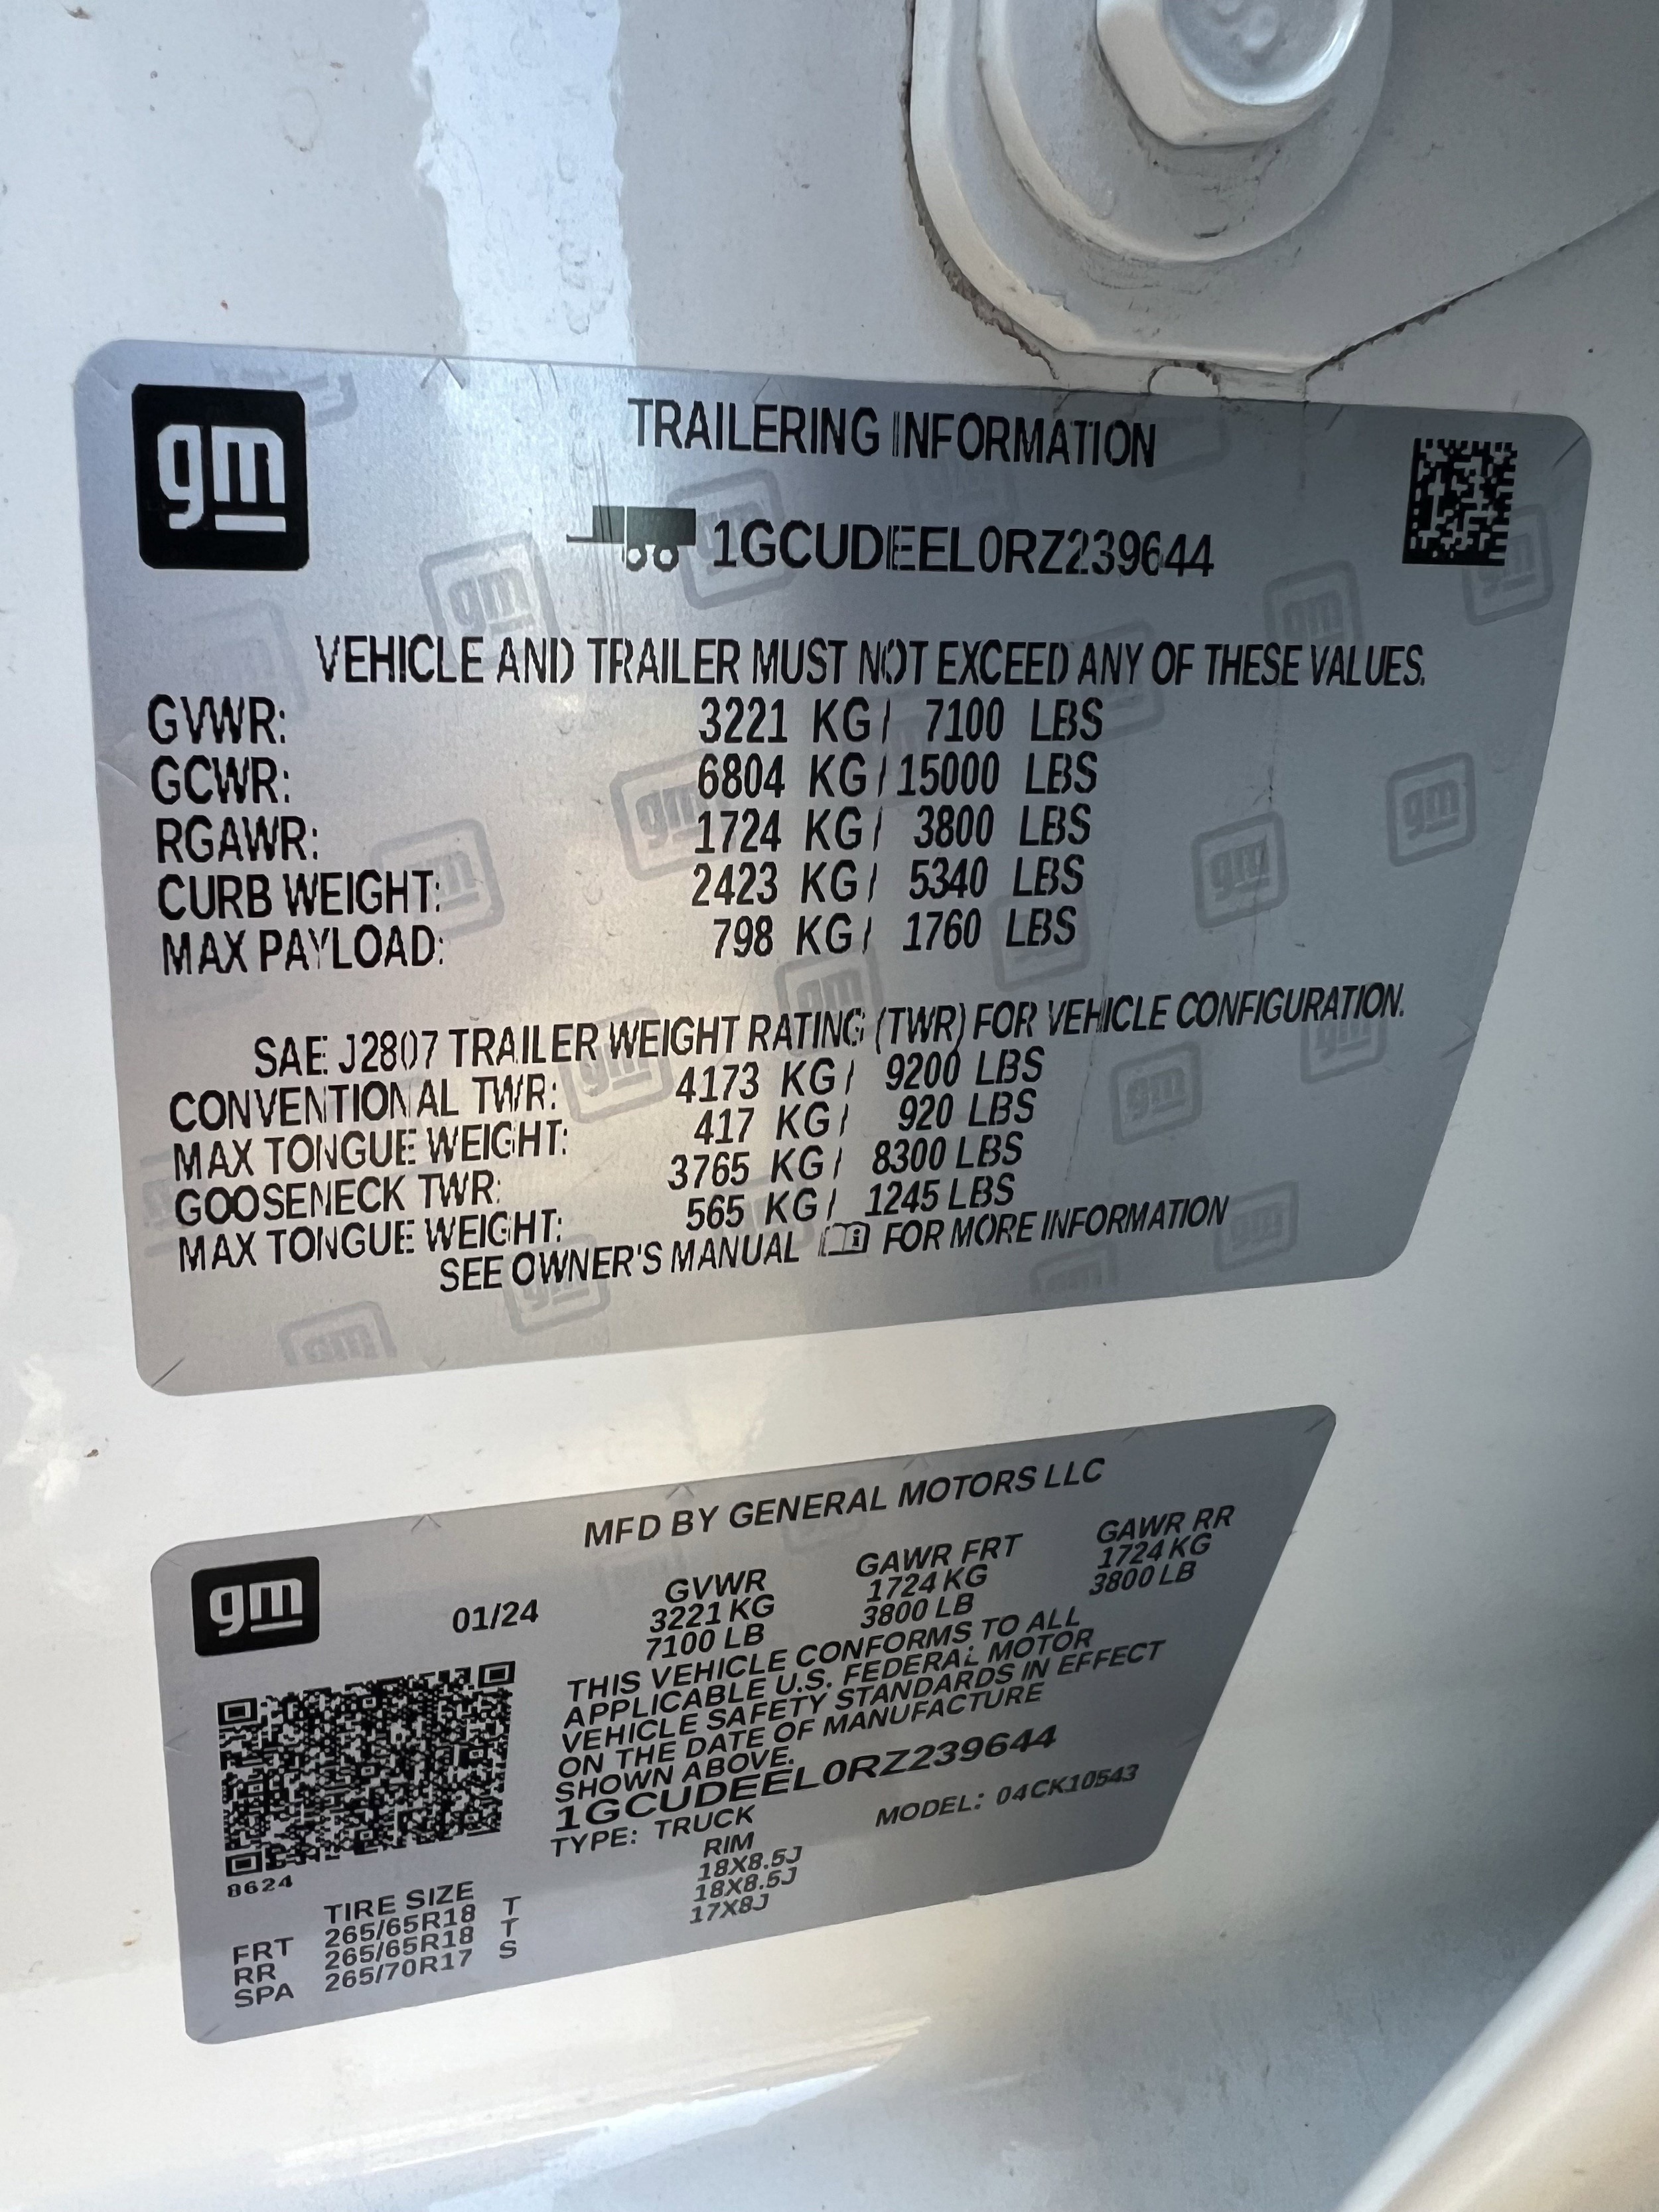 gm
TRAILERING INFORMATION
1GCUDEEL0RZ239644
VEHICLE AND TRAILER MUST NOT EXCEED ANY OF THESE VALUES.
GVWR: 3221 KG / 7100 LBS
GCWR: 6804 KG / 15000 LBS
RGAWR: 1724 KG / 3800 LBS
CURB WEIGHT: 2423 KG / 5340 LBS
MAX PAYLOAD: 798 KG / 1760 LBS
SAE J2807 TRAILER WEIGHT RATING (TWR) FOR VEHICLE CONFIGURATION.
CONVENTIONAL TWR: 4173 KG / 9200 LBS
MAX TONGUE WEIGHT: 417 KG / 920 LBS
GOOSENECK TWR: 3765 KG / 8300 LBS
MAX TONGUE WEIGHT: 565 KG / 1245 LBS
SEE OWNER'S MANUAL FOR MORE INFORMATION
gm
MFD BY GENERAL MOTORS LLC
01/24 GVWR GAWR FRT GAWR RR
3221 KG 1724 KG 1724 KG
7100 LB 3800 LB 3800 LB
THIS VEHICLE CONFORMS TO ALL
APPLICABLE U.S. FEDERAL MOTOR
VEHICLE SAFETY STANDARDS IN EFFECT
ON THE DATE OF MANUFACTURE
SHOWN ABOVE.
1GCUDEEL0RZ239644
TYPE: TRUCK MODEL: 04CK10543
8624
TIRE SIZE RIM
FRT 265/65R18 T 18X8.5J
RR 265/65R18 T 18X8.5J
SPA 265/70R17 S 17X8J